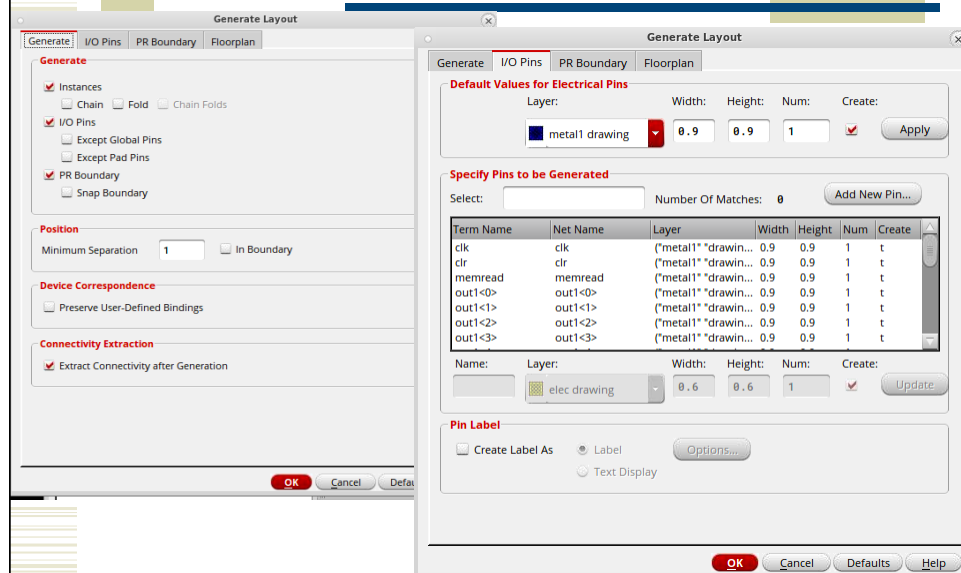 Generate Layout
Generate I/O Pins PR Boundary Floorplan
Generate
Instances
Chain Fold Chain Folds
I/O Pins
Except Global Pins
Except Pad Pins
PR Boundary
Snap Boundary
Position
Minimum Separation 1 In Boundary
Device Correspondence
Preserve User-Defined Bindings
Connectivity Extraction
Extract Connectivity after Generation
OK Cancel
Generate Layout
Generate I/O Pins PR Boundary Floorplan
Default Values for Electrical Pins
Layer: Width: Height: Num: Create:
metal1 drawing 0.9 0.9 1 Apply
Specify Pins to be Generated
Select: Number Of Matches: 0 Add New Pin...
Term Name Net Name Layer Width Height Num Create
clk clk ("metal1" "drawin... 0.9 0.9 1 t
clr clr ("metal1" "drawin... 0.9 0.9 1 t
memread memread ("metal1" "drawin... 0.9 0.9 1 t
out1<0> out1<0> ("metal1" "drawin... 0.9 0.9 1 t
out1<1> out1<1> ("metal1" "drawin... 0.9 0.9 1 t
out1<2> out1<2> ("metal1" "drawin... 0.9 0.9 1 t
out1<3> out1<3> ("metal1" "drawin... 0.9 0.9 1 t
Name: Layer: Width: Height: Num: Create:
elec drawing 0.6 0.6 1 Update
Pin Label
Create Label As Label Options...
Text Display
OK Cancel Defaults Help